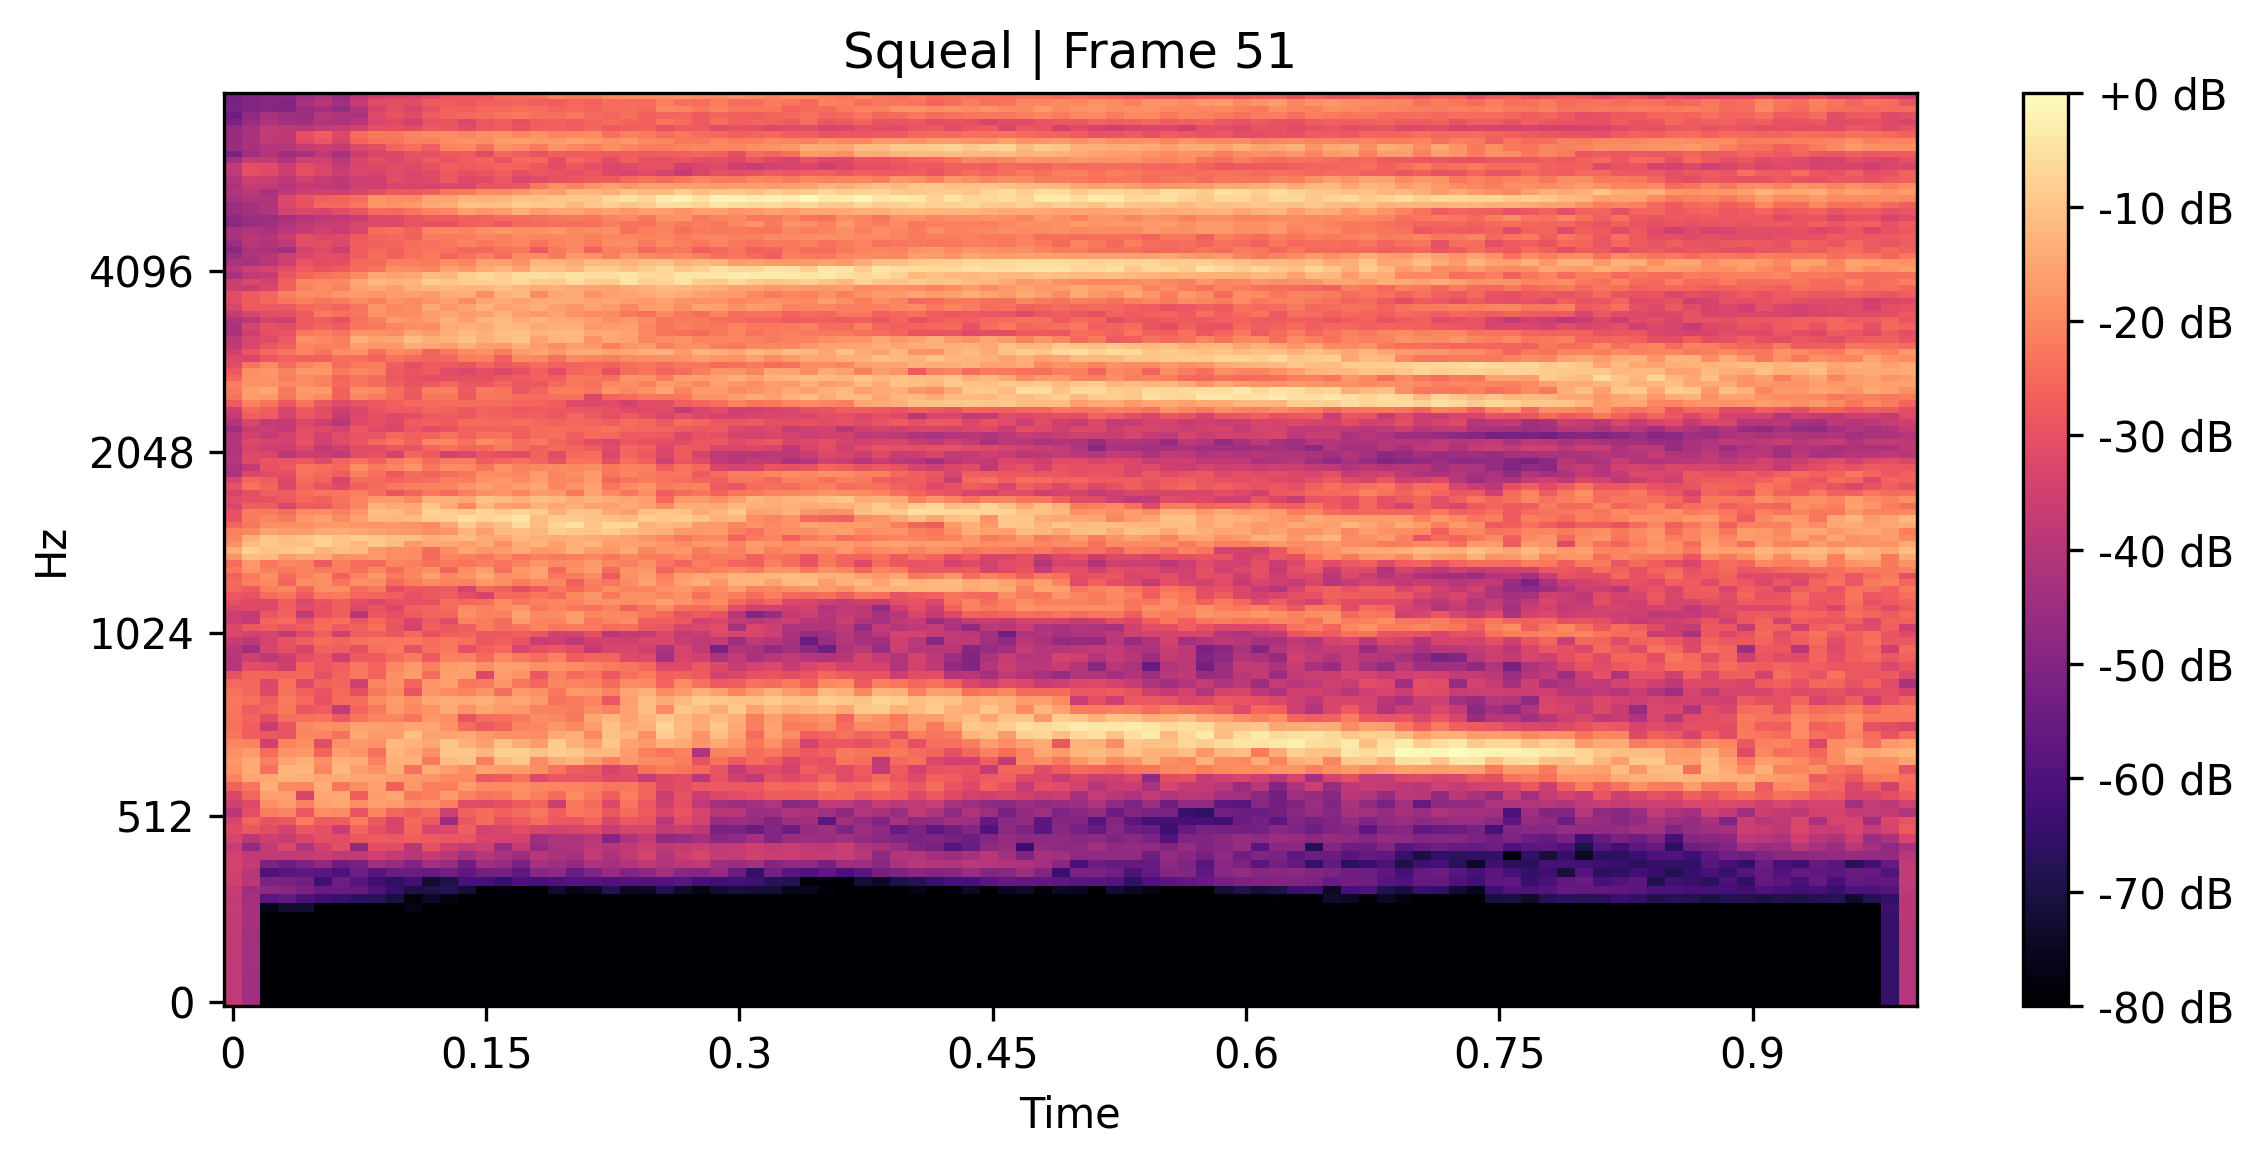 Squeal | Frame 51
+0 dB
-10 dB
-20 dB
-30 dB
-40 dB
-50 dB
-60 dB
-70 dB
-80 dB
Hz
4096
2048
1024
512
0
0 0.15 0.3 0.45 0.6 0.75 0.9
Time